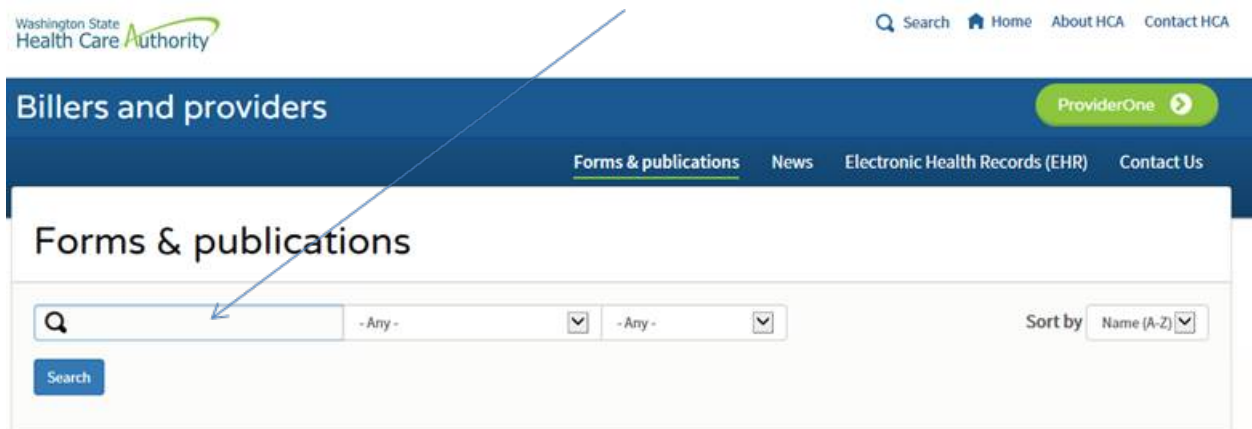 Washington State
Health Care Authority
Search Home About HCA Contact HCA
Billers and providers
ProviderOne
Forms & publications News Electronic Health Records (EHR) Contact Us
Forms & publications
- Any - - Any - Sort by Name (A-Z)
Search